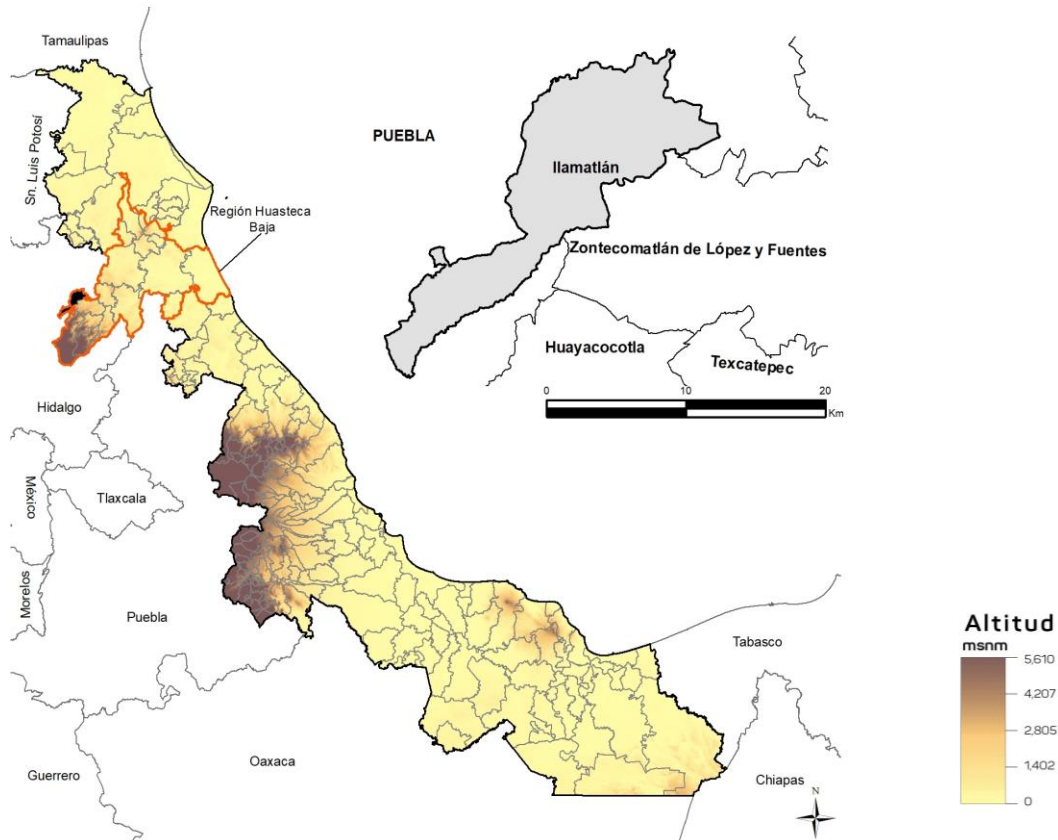 Tamaulipas
Sn. Luis Potosí
Región Huasteca
Baja
Hidalgo
México
Tlaxcala
Morelos
Puebla
Guerrero
Oaxaca
Tabasco
Chiapas
N
PUEBLA
Ilamatlán
Zontecomatlán de López y Fuentes
Huayacocotla
Texcatepec
0 10 20
Km
Altitud
msnm
5,610
4,207
2,805
1,402
0